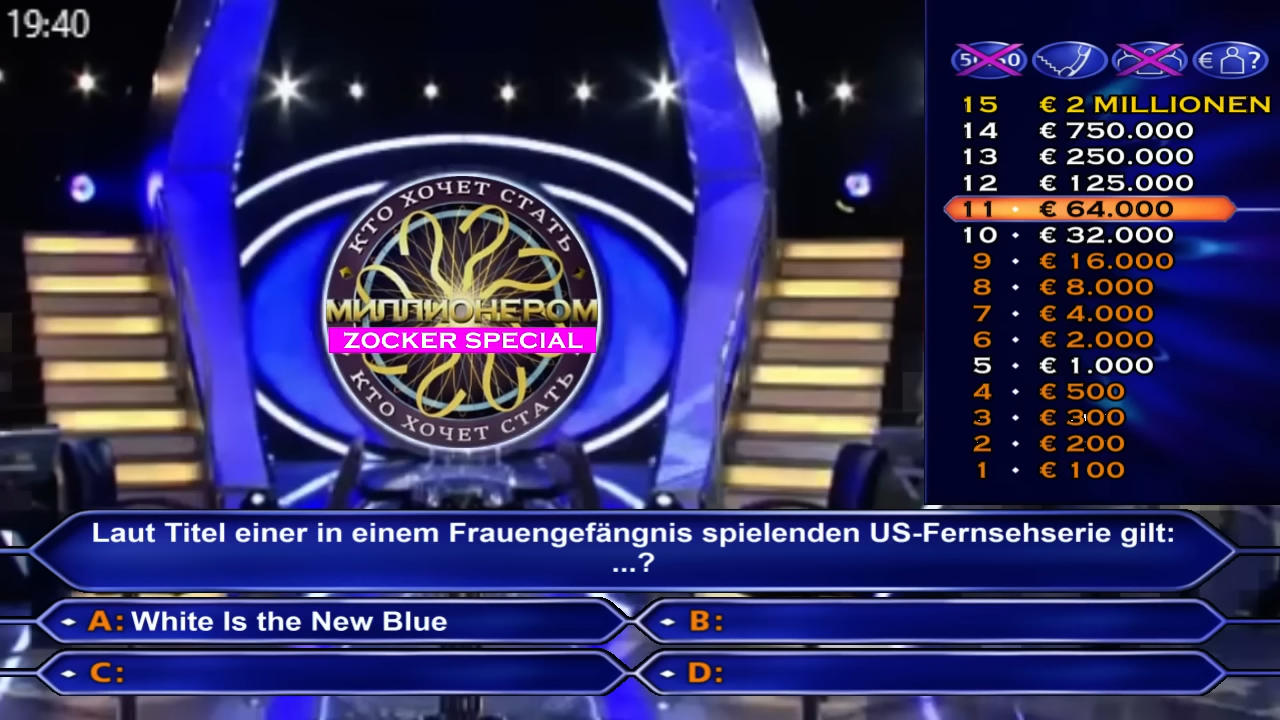 19:40
50:50
€ ?
15 € 2 MILLIONEN
14 € 750.000
13 € 250.000
12 € 125.000
11 • € 64.000
10 • € 32.000
9 • € 16.000
8 • € 8.000
7 • € 4.000
6 • € 2.000
5 • € 1.000
4 • € 500
3 • € 300
2 • € 200
1 • € 100
КТО ХОЧЕТ СТАТЬ
МИЛЛИОНЕРОМ
ZOCKER SPECIAL
КТО ХОЧЕТ СТАТЬ
Laut Titel einer in einem Frauengefängnis spielenden US-Fernsehserie gilt:
...?
A: White Is the New Blue
B:
C:
D: